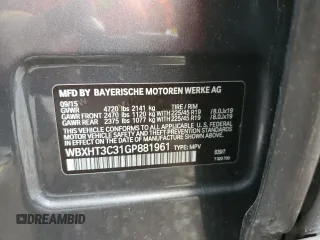 MFD BY BAYERISCHE MOTOREN WERKE AG
09/15
GVWR 4720 lbs 2141 kg TIRE / RIM
GAWR FRONT 2470 lbs 1120 kg WITH 225/45 R19 / 8.0Jx19
GAWR REAR 2375 lbs 1077 kg WITH 225/45 R19 / 8.0Jx19
THIS VEHICLE CONFORMS TO ALL APPLICABLE FEDERAL
MOTOR VEHICLE SAFETY, BUMPER, AND THEFT PREVENTION
STANDARDS IN EFFECT ON THE DATE OF MANUFACTURE
SHOWN ABOVE.
WBXHT3C31GP881961 TYPE: MPV
DREAMBID